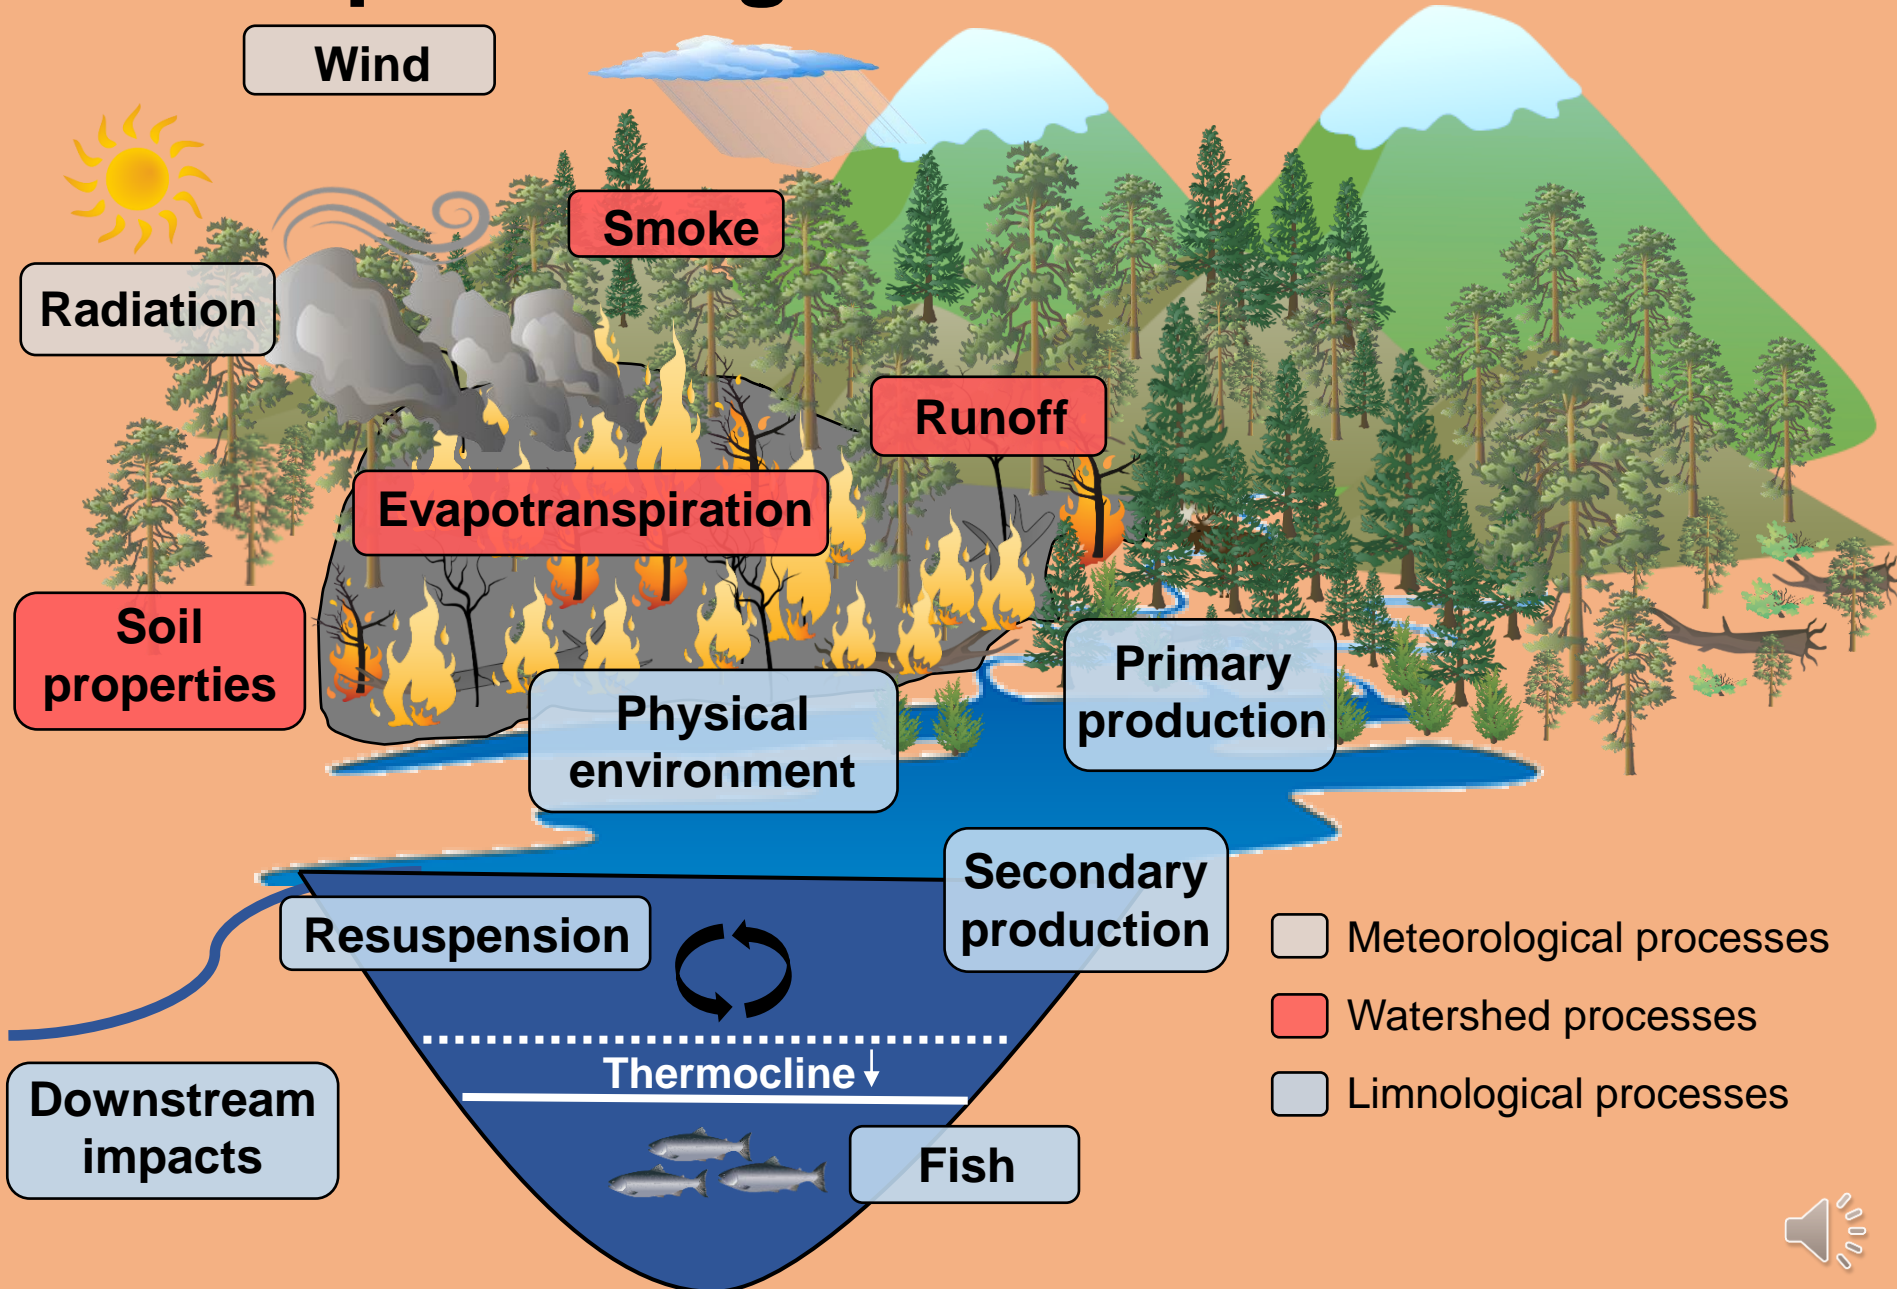 Wind
Smoke
Radiation
Runoff
Evapotranspiration
Soil
properties
Primary
production
Physical
environment
Secondary
production
Resuspension
Meteorological processes
Watershed processes
Thermocline
Limnological processes
Downstream
impacts
Fish